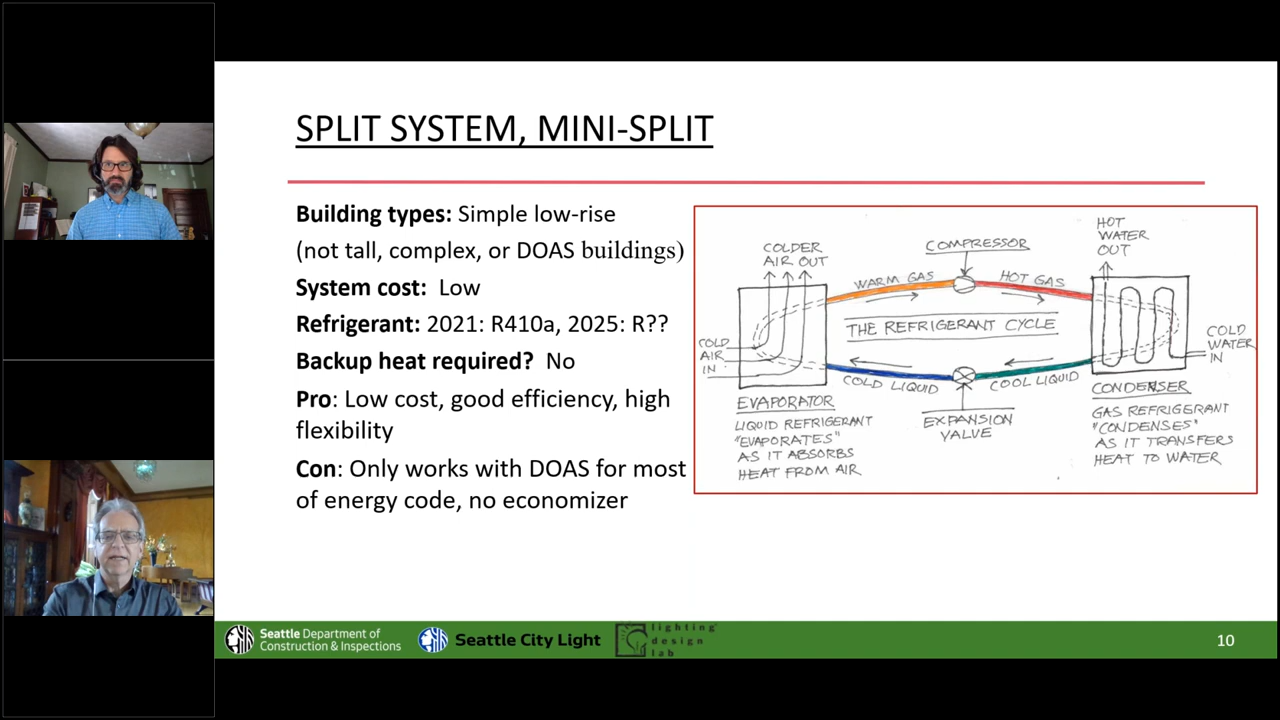 SPLIT SYSTEM, MINI-SPLIT
Building types: Simple low-rise
(not tall, complex, or DOAS buildings)
System cost: Low
Refrigerant: 2021: R410a, 2025: R??
Backup heat required? No
Pro: Low cost, good efficiency, high
flexibility
Con: Only works with DOAS for most
of energy code, no economizer
COLDER
AIR OUT
COMPRESSOR
HOT
WATER
OUT
WARM GAS
HOT GAS
THE REFRIGERANT CYCLE
COLD
AIR
IN
COLD
WATER
IN
COLD LIQUID
COOL LIQUID
EVAPORATOR
LIQUID REFRIGERANT
"EVAPORATES"
AS IT ABSORBS
HEAT FROM AIR
EXPANSION
VALVE
CONDENSER
GAS REFRIGERANT
"CONDENSES"
AS IT TRANSFERS
HEAT TO WATER
Seattle Department of
Construction & Inspections
Seattle City Light
lighting
design
lab
10